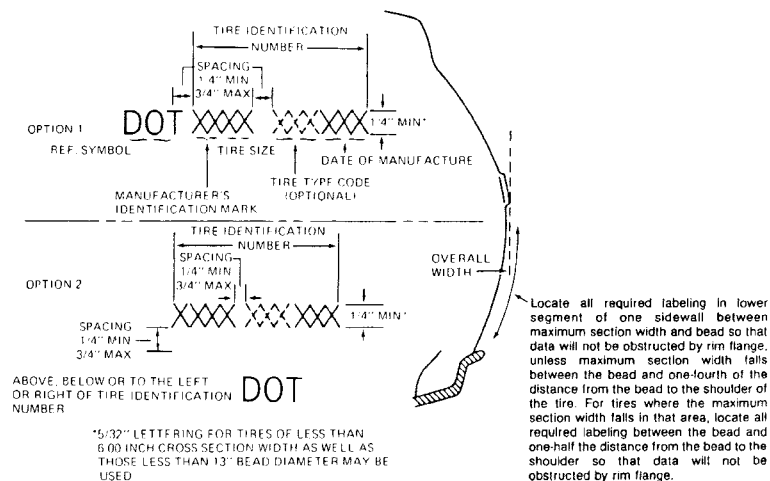 TIRE IDENTIFICATION
NUMBER
SPACING
1/4" MIN
3/4" MAX
OPTION 1
DOT XXXX XXXXXX
1/4" MIN*
REF. SYMBOL
TIRE SIZE
DATE OF MANUFACTURE
TIRE TYPE CODE
(OPTIONAL)
MANUFACTURER'S
IDENTIFICATION MARK
TIRE IDENTIFICATION
NUMBER
SPACING
1/4" MIN
3/4" MAX
OPTION 2
1/4" MIN*
SPACING
1/4" MIN
3/4" MAX
ABOVE, BELOW OR TO THE LEFT
OR RIGHT OF TIRE IDENTIFICATION
NUMBER
DOT
*5/32" LETTERING FOR TIRES OF LESS THAN
6.00 INCH CROSS SECTION WIDTH AS WELL AS
THOSE LESS THAN 13" BEAD DIAMETER MAY BE
USED
OVERALL
WIDTH
Locate all required labeling in lower
segment of one sidewall between
maximum section width and bead so that
data will not be obstructed by rim flange,
unless maximum section width falls
between the bead and one-fourth of the
distance from the bead to the shoulder of
the tire. For tires where the maximum
section width falls in that area, locate all
required labeling between the bead and
one-half the distance from the bead to the
shoulder so that data will not be
obstructed by rim flange.